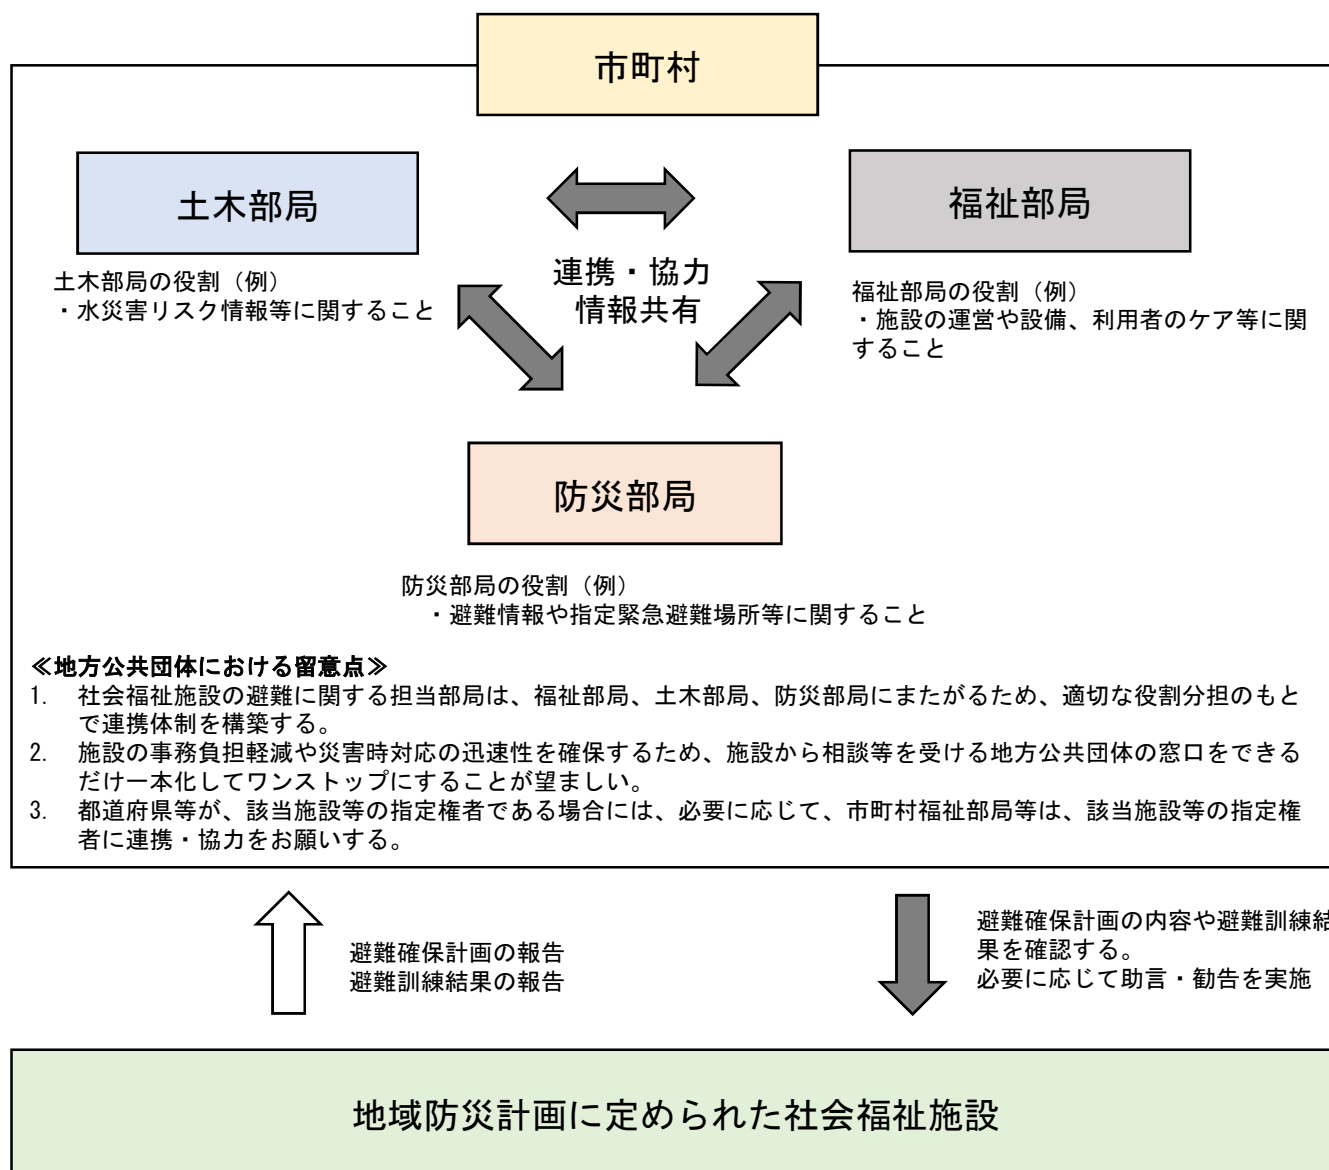 市町村
土木部局
福祉部局
土木部局の役割（例）
・水災害リスク情報等に関すること
連携・協力
情報共有
福祉部局の役割（例）
・施設の運営や設備、利用者のケア等に関
すること
防災部局
防災部局の役割（例）
・避難情報や指定緊急避難場所等に関すること
≪地方公共団体における留意点≫
1. 社会福祉施設の避難に関する担当部局は、福祉部局、土木部局、防災部局にまたがるため、適切な役割分担のもと
で連携体制を構築する。
2. 施設の事務負担軽減や災害時対応の迅速性を確保するため、施設から相談等を受ける地方公共団体の窓口をできる
だけ一本化してワンストップにすることが望ましい。
3. 都道府県等が、該当施設等の指定権者である場合には、必要に応じて、市町村福祉部局等は、該当施設等の指定権
者に連携・協力をお願いする。
避難確保計画の報告
避難訓練結果の報告
避難確保計画の内容や避難訓練結
果を確認する。
必要に応じて助言・勧告を実施
地域防災計画に定められた社会福祉施設